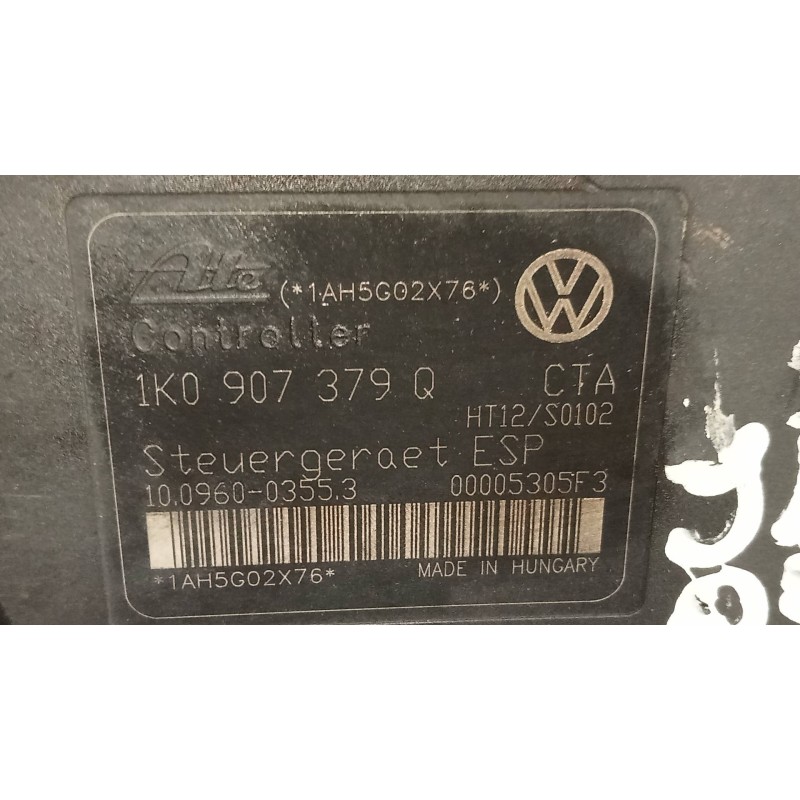 Ate (*1AH5G02X76*)
Controller
1K0 907 379 Q CTA
HT12/S0102
Steuergeraet ESP
10.0960-0355.3 00005305F3
*1AH5G02X76* MADE IN HUNGARY